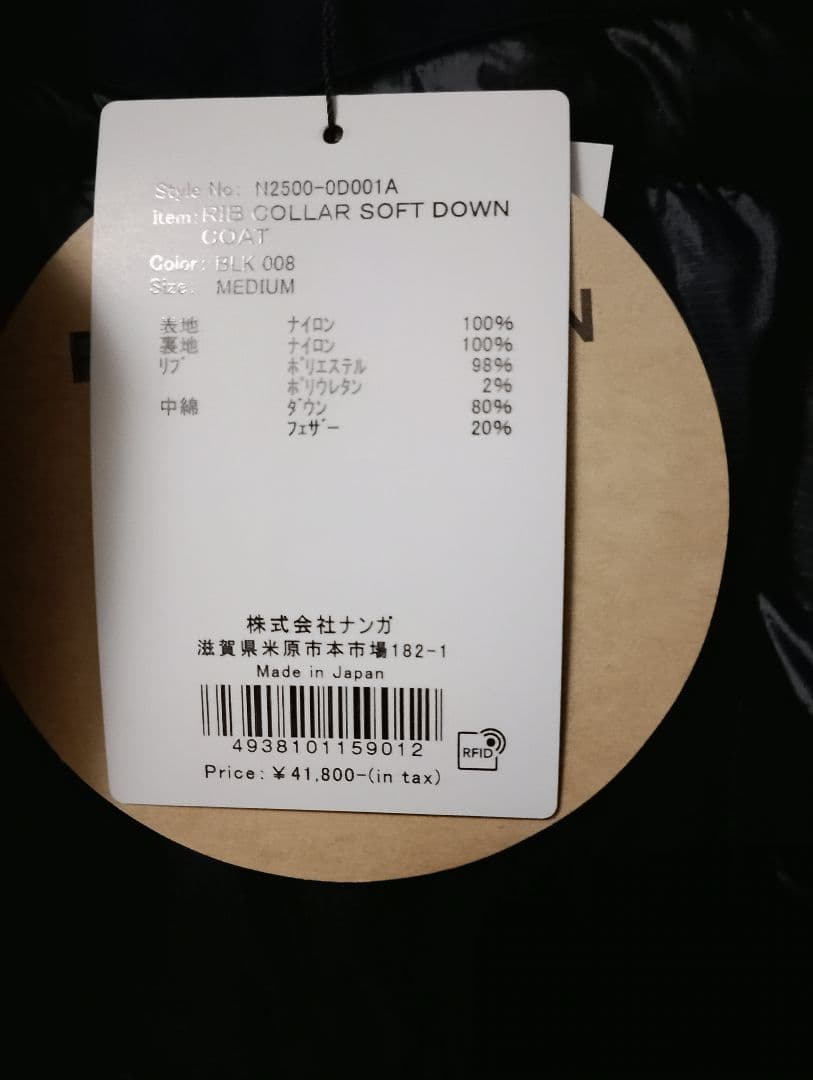 Style No: N2500-0D001A
Item: RIB COLLAR SOFT DOWN
COAT
Color: BLK 008
Size: MEDIUM
表地 ナイロン 100%
裏地 ナイロン 100%
リブ ポリエステル 98%
ポリウレタン 2%
中綿 ダウン 80%
フェザー 20%
株式会社ナンガ
滋賀県米原市本市場182-1
Made in Japan
4938101159012
RFID
Price: ¥41,800-(in tax)